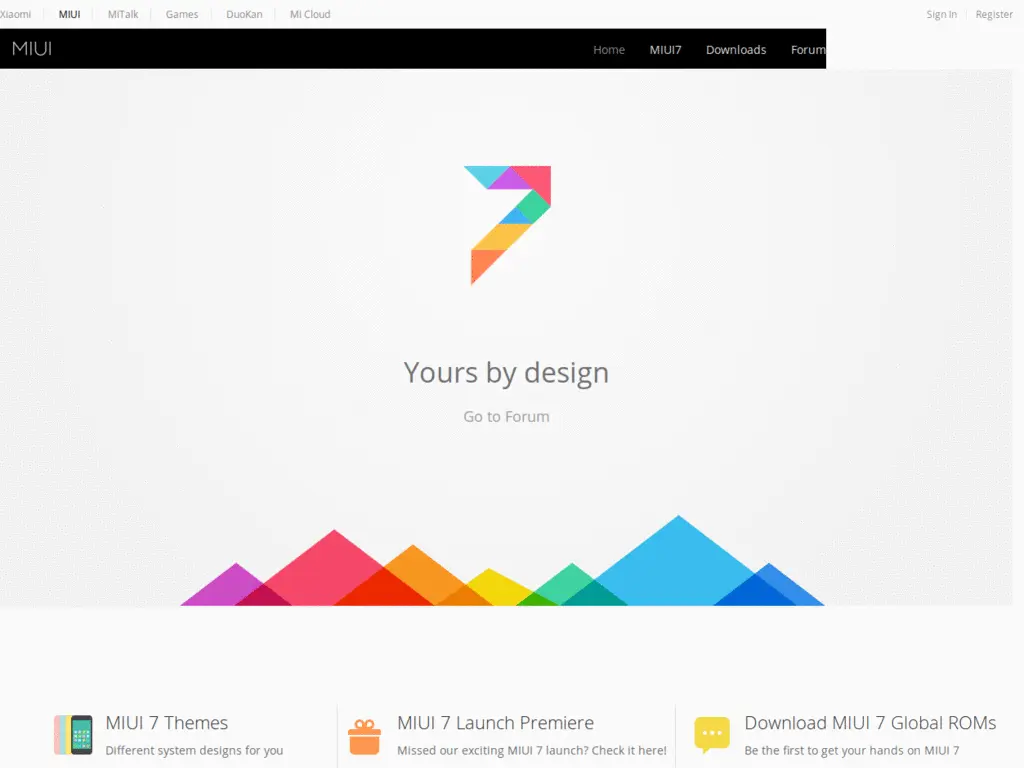 Xiaomi MIUI MiTalk Games DuoKan Mi Cloud Sign In Register
MIUI Home MIUI7 Downloads Forum
7
Yours by design
Go to Forum
MIUI 7 Themes
Different system designs for you
MIUI 7 Launch Premiere
Missed our exciting MIUI 7 launch? Check it here!
Download MIUI 7 Global ROMs
Be the first to get your hands on MIUI 7